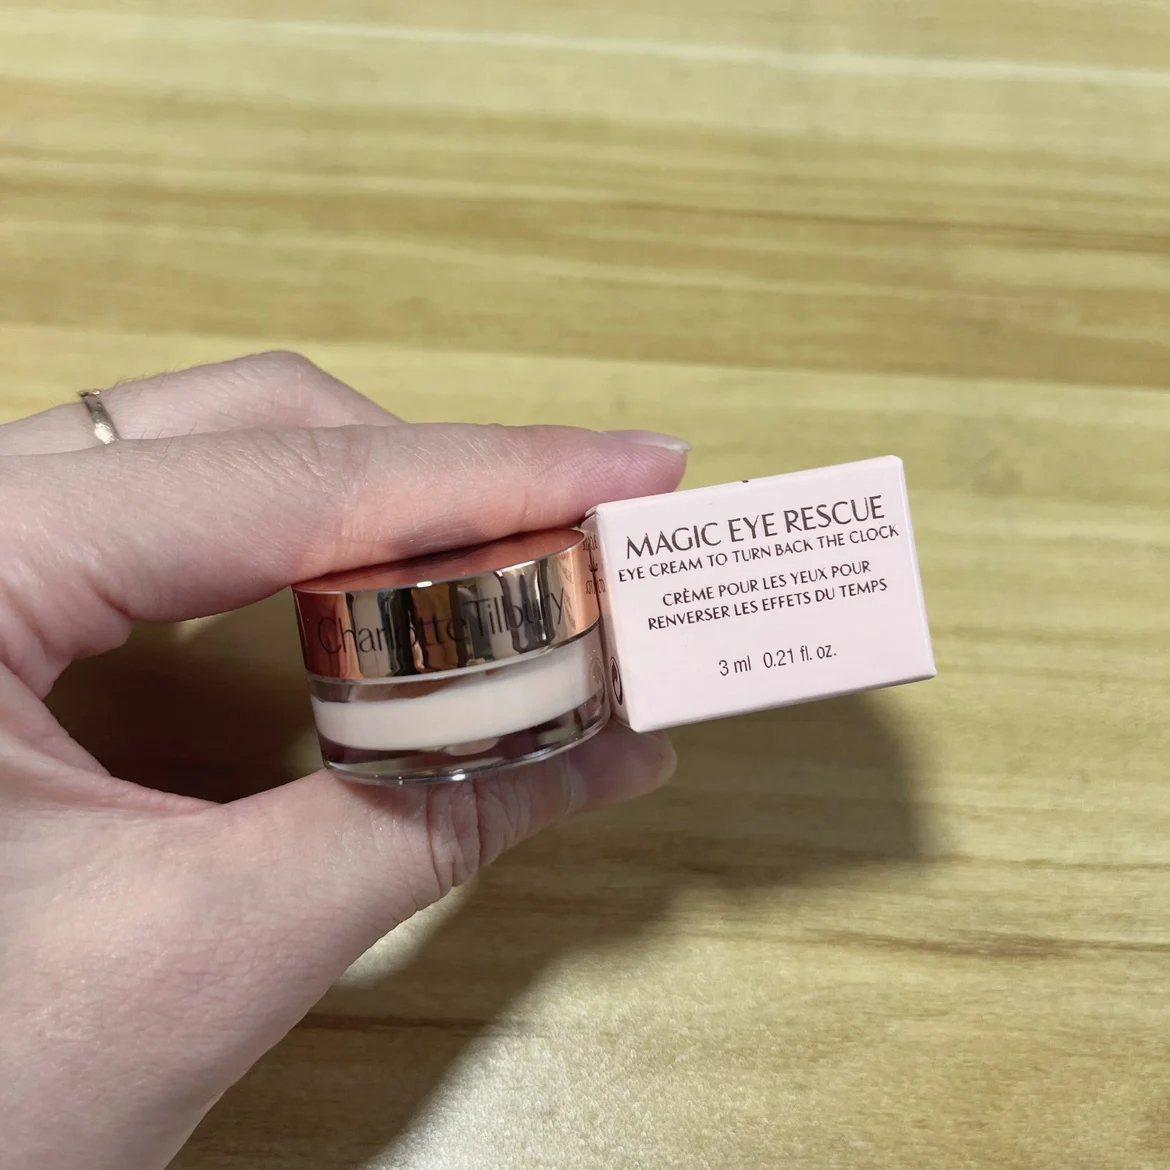 Charlotte Tilbury
MAGIC EYE RESCUE
EYE CREAM TO TURN BACK THE CLOCK
CRÈME POUR LES YEUX POUR
RENVERSER LES EFFETS DU TEMPS
3 ml 0.21 fl. oz.